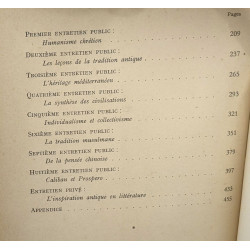 Pages
PREMIER ENTRETIEN PUBLIC :
Humanisme chrétien . . . 209
DEUXIÈME ENTRETIEN PUBLIC :
Les leçons de la tradition antique . . 237
TROISIÈME ENTRETIEN PUBLIC :
L'héritage méditerranéen . . . 265
QUATRIÈME ENTRETIEN PUBLIC :
La synthèse des civilisations . . . 293
CINQUIÈME ENTRETIEN PUBLIC :
Individualisme et collectivisme . . . 321
SIXIÈME ENTRETIEN PUBLIC :
La tradition musulmane . . . 351
SEPTIÈME ENTRETIEN PUBLIC :
De la pensée chinoise . . . 379
HUITIÈME ENTRETIEN PUBLIC :
Caliban et Prospero . . . 397
ENTRETIEN PRIVÉ :
L'inspiration antique en littérature . . 433
APPENDICE . . .